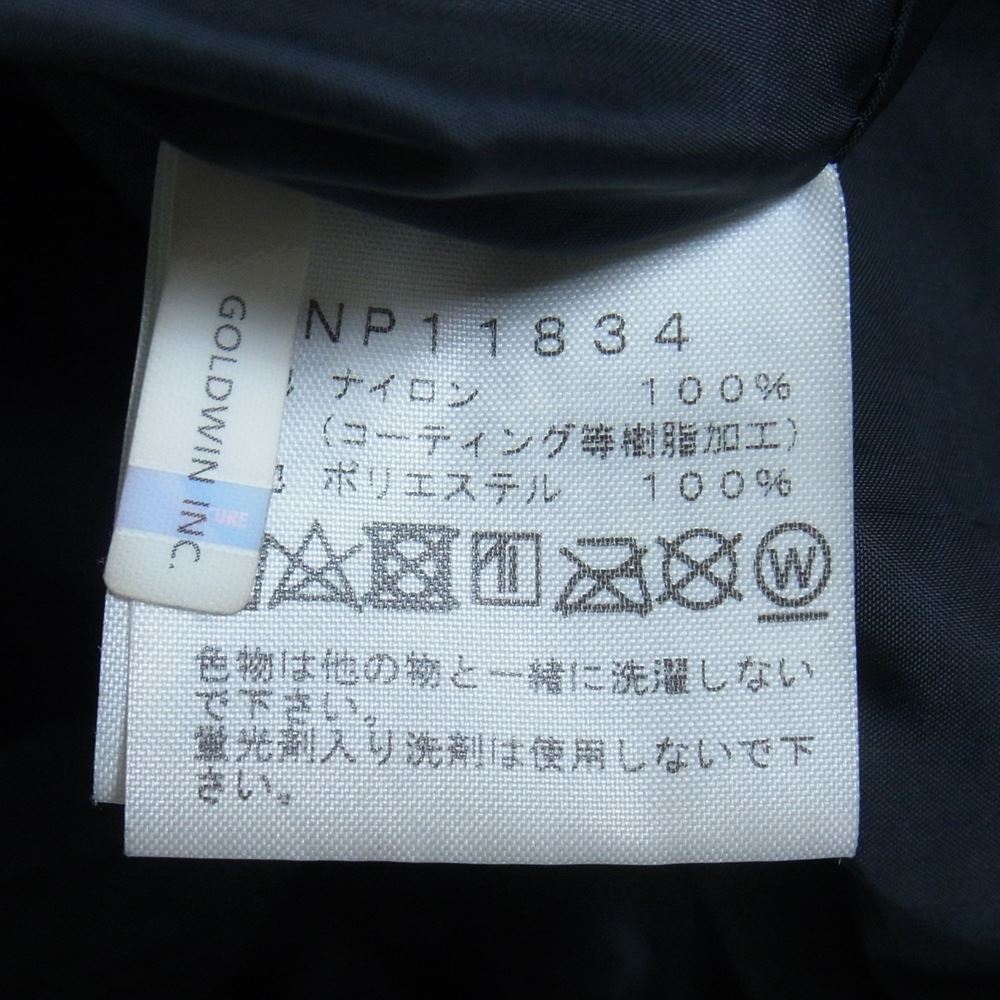 NP11834
ナイロン 100%
(コーティング等樹脂加工)
ポリエステル 100%
W
色物は他の物と一緒に洗濯しない
で下さい。
蛍光剤入り洗剤は使用しないで下
さい。
GOLDWIN INC.